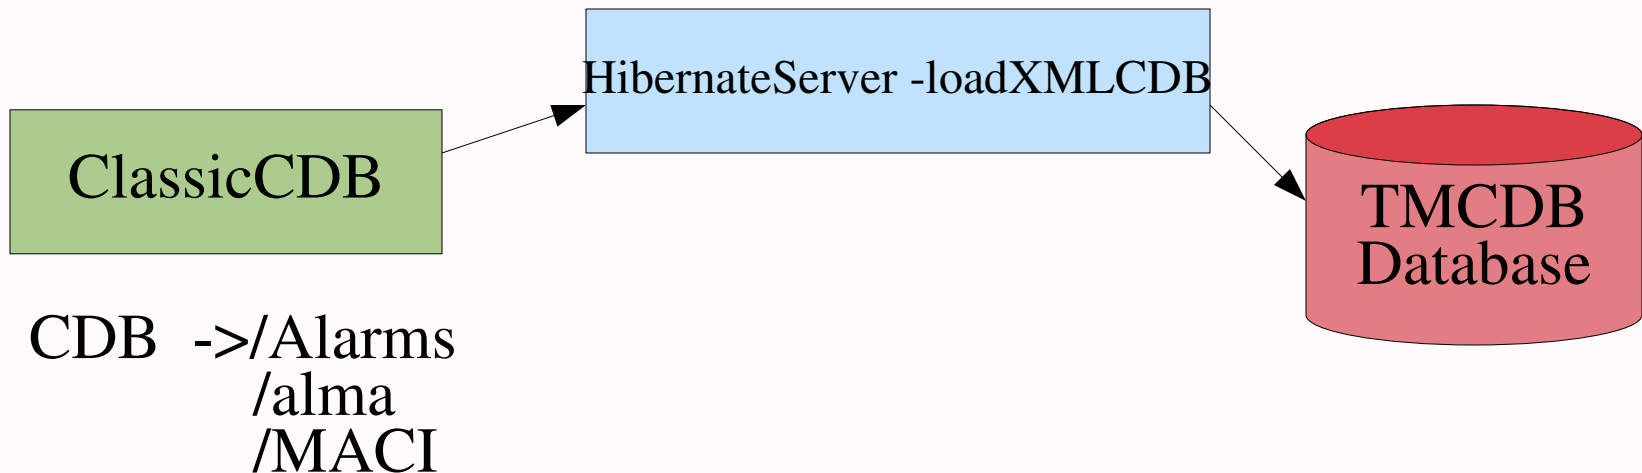 HibernateServer -loadXMLCDB
ClassicCDB
TMCDB
Database
CDB ->/Alarms
/alma
/MACI